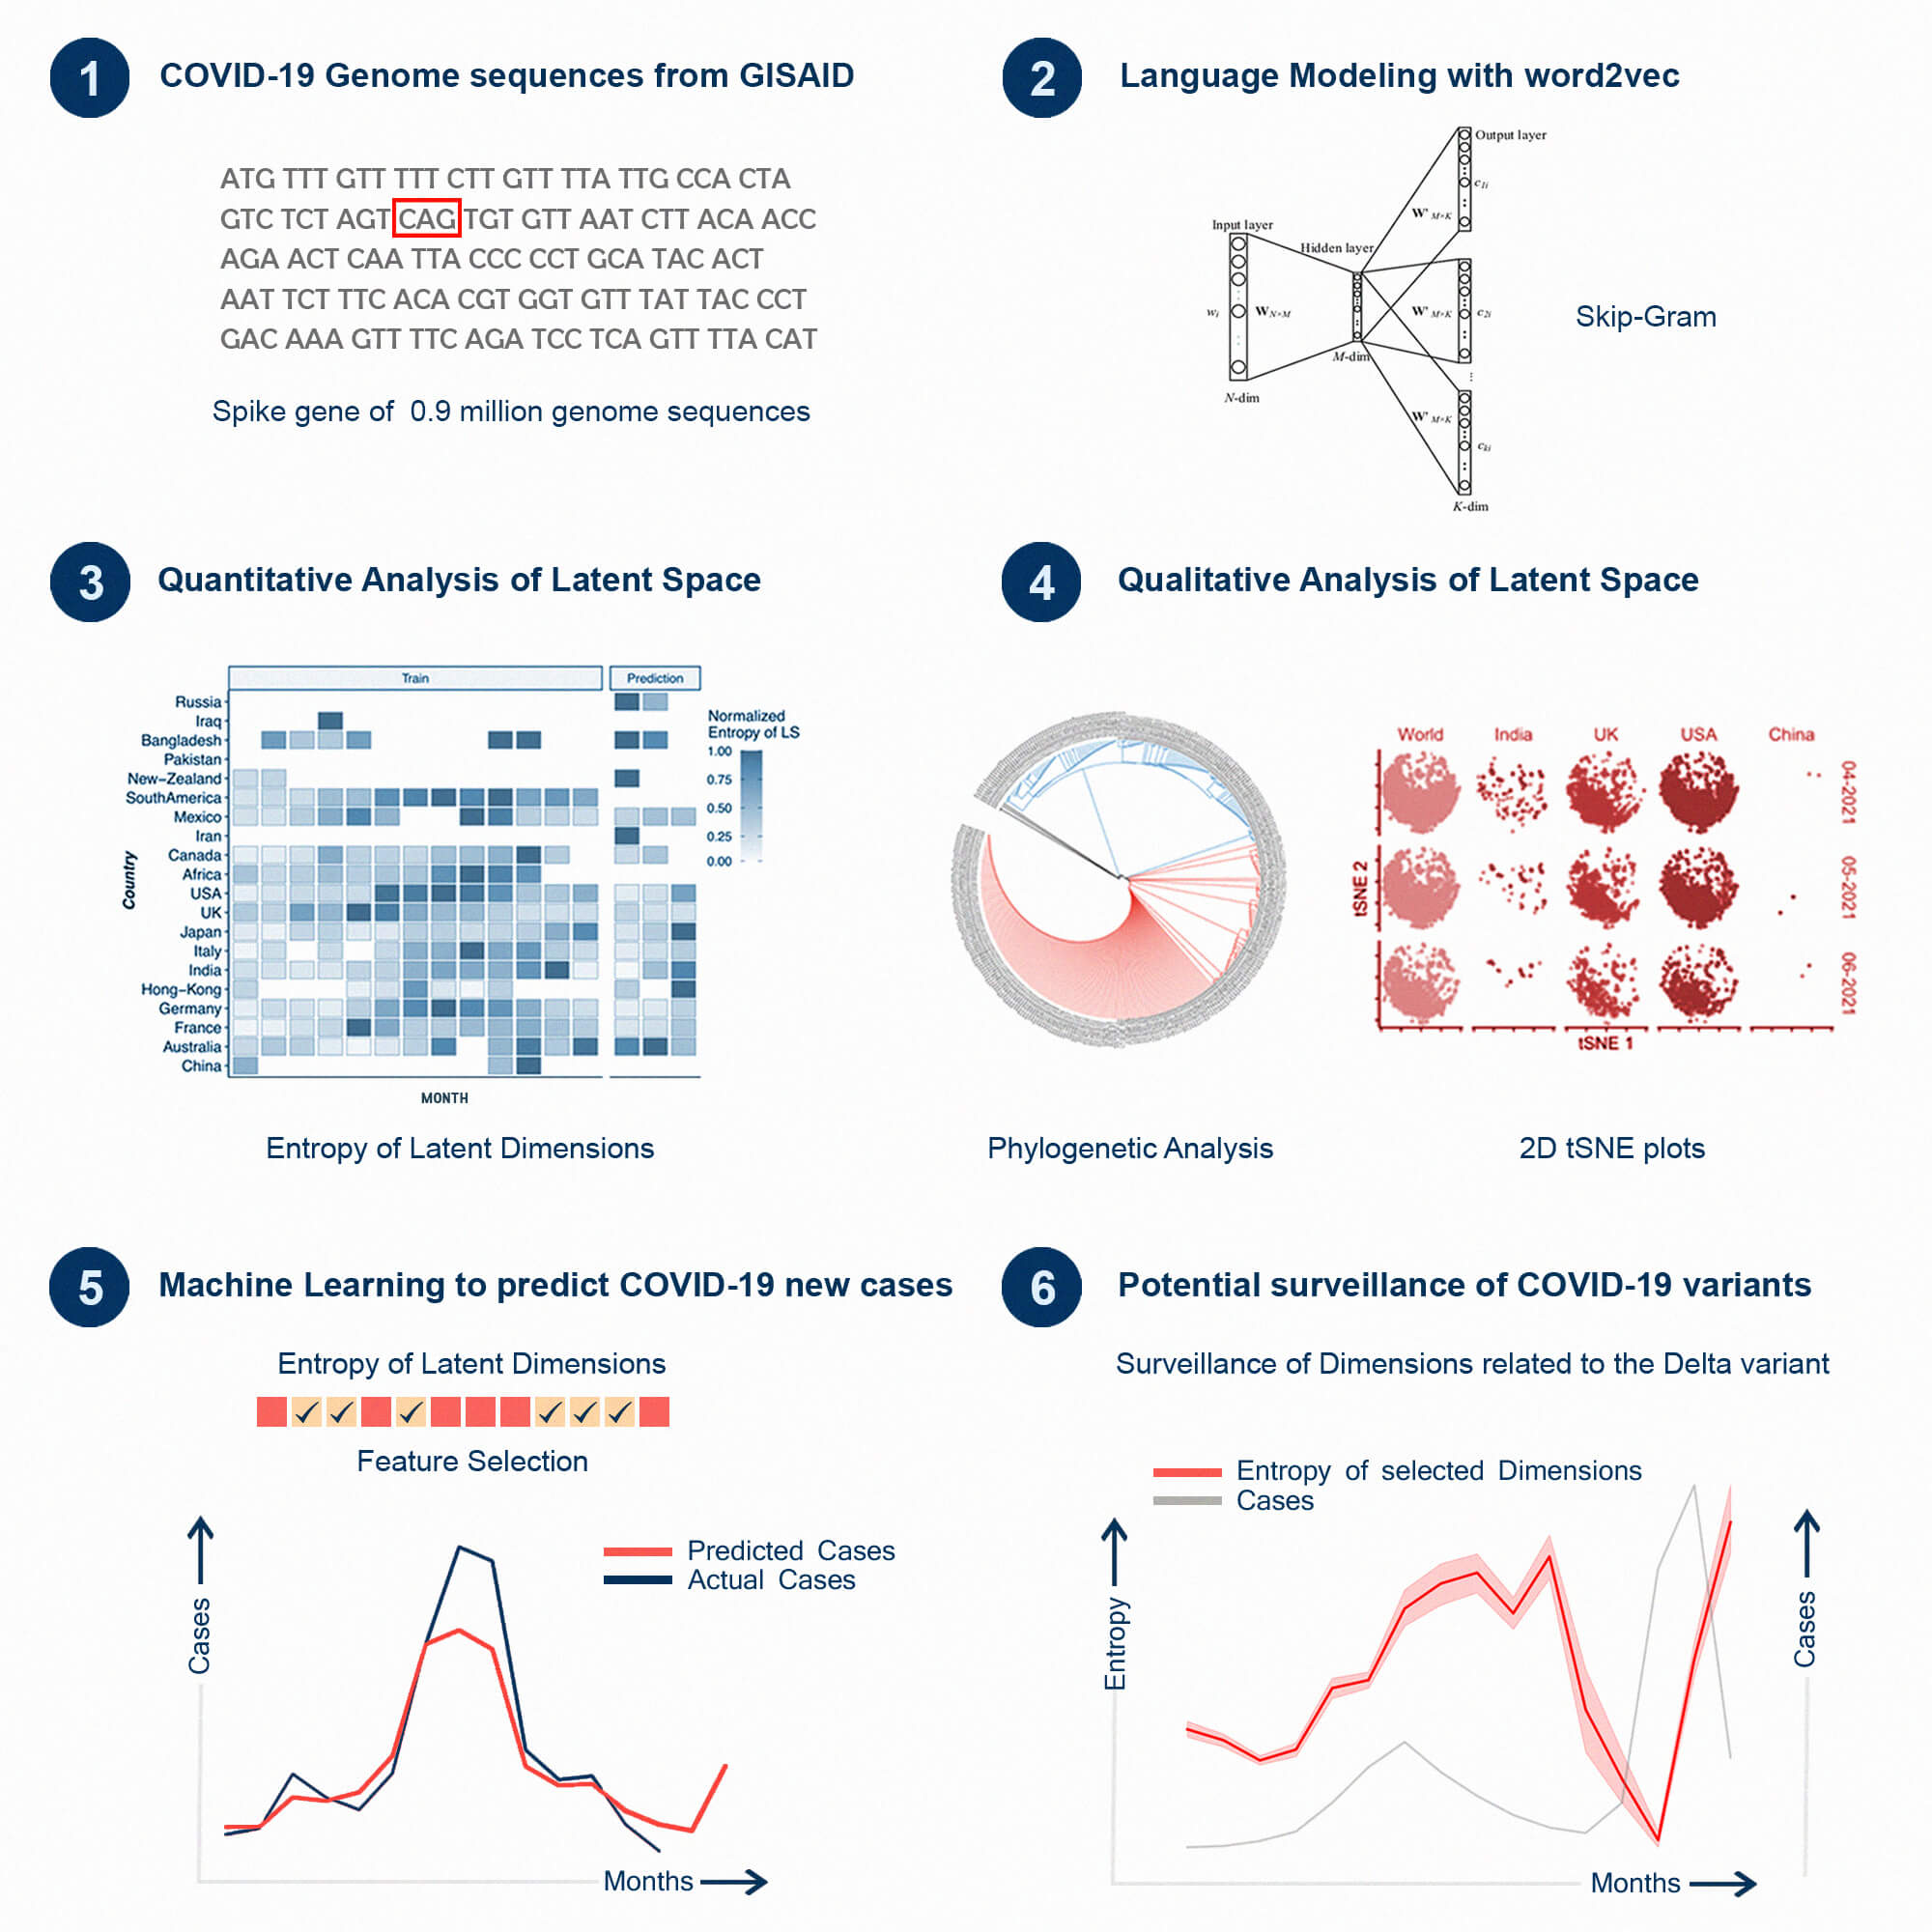 1
COVID-19 Genome sequences from GISAID
ATG TTT GTT TTT CTT GTT TTA TTG CCA CTA
GTC TCT AGT CAG TGT GTT AAT CTT ACA ACC
AGA ACT CAA TTA CCC CCT GCA TAC ACT
AAT TCT TTC ACA CGT GGT GTT TAT TAC CCT
GAC AAA GTT TTC AGA TCC TCA GTT TTA CAT
Spike gene of 0.9 million genome sequences
2
Language Modeling with word2vec
Output layer
c1i
W' M×K
Input layer
Hidden layer
wi
W N×M
W' M×K
c2i
Skip-Gram
M-dim
N-dim
W' M×K
cki
K-dim
3
Quantitative Analysis of Latent Space
Train
Prediction
Russia
Iraq
Bangladesh
Pakistan
New-Zealand
SouthAmerica
Mexico
Iran
Canada
Africa
USA
UK
Japan
Italy
India
Hong-Kong
Germany
France
Australia
China
Country
MONTH
Normalized
Entropy of LS
1.00
0.75
0.50
0.25
0.00
Entropy of Latent Dimensions
4
Qualitative Analysis of Latent Space
World India UK USA China
04-2021
05-2021
06-2021
tSNE 2
tSNE 1
Phylogenetic Analysis
2D tSNE plots
5
Machine Learning to predict COVID-19 new cases
Entropy of Latent Dimensions
Feature Selection
Predicted Cases
Actual Cases
Cases
Months
6
Potential surveillance of COVID-19 variants
Surveillance of Dimensions related to the Delta variant
Entropy of selected Dimensions
Cases
Entropy
Cases
Months